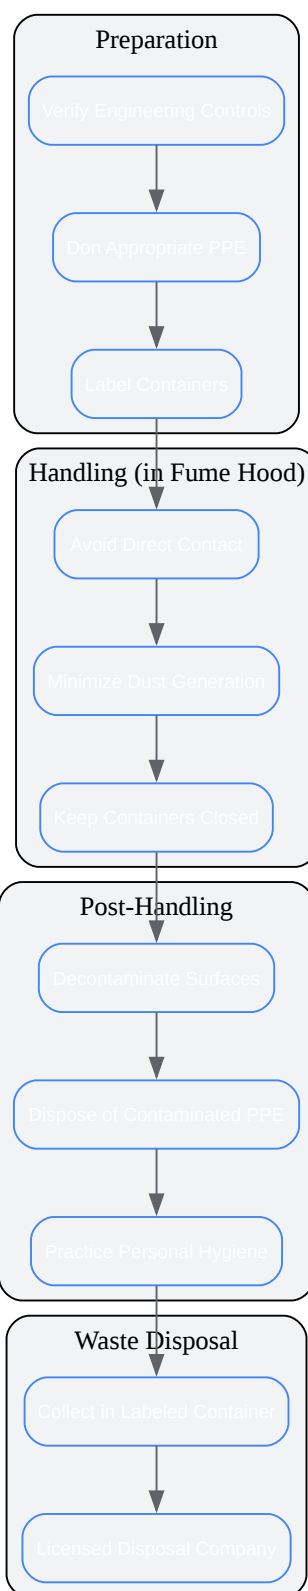 Preparation
Verify Engineering Controls
Don Appropriate PPE
Label Containers
Handling (in Fume Hood)
Avoid Direct Contact
Minimize Dust Generation
Keep Containers Closed
Post-Handling
Decontaminate Surfaces
Dispose of Contaminated PPE
Practice Personal Hygiene
Waste Disposal
Collect in Labeled Container
Licensed Disposal Company